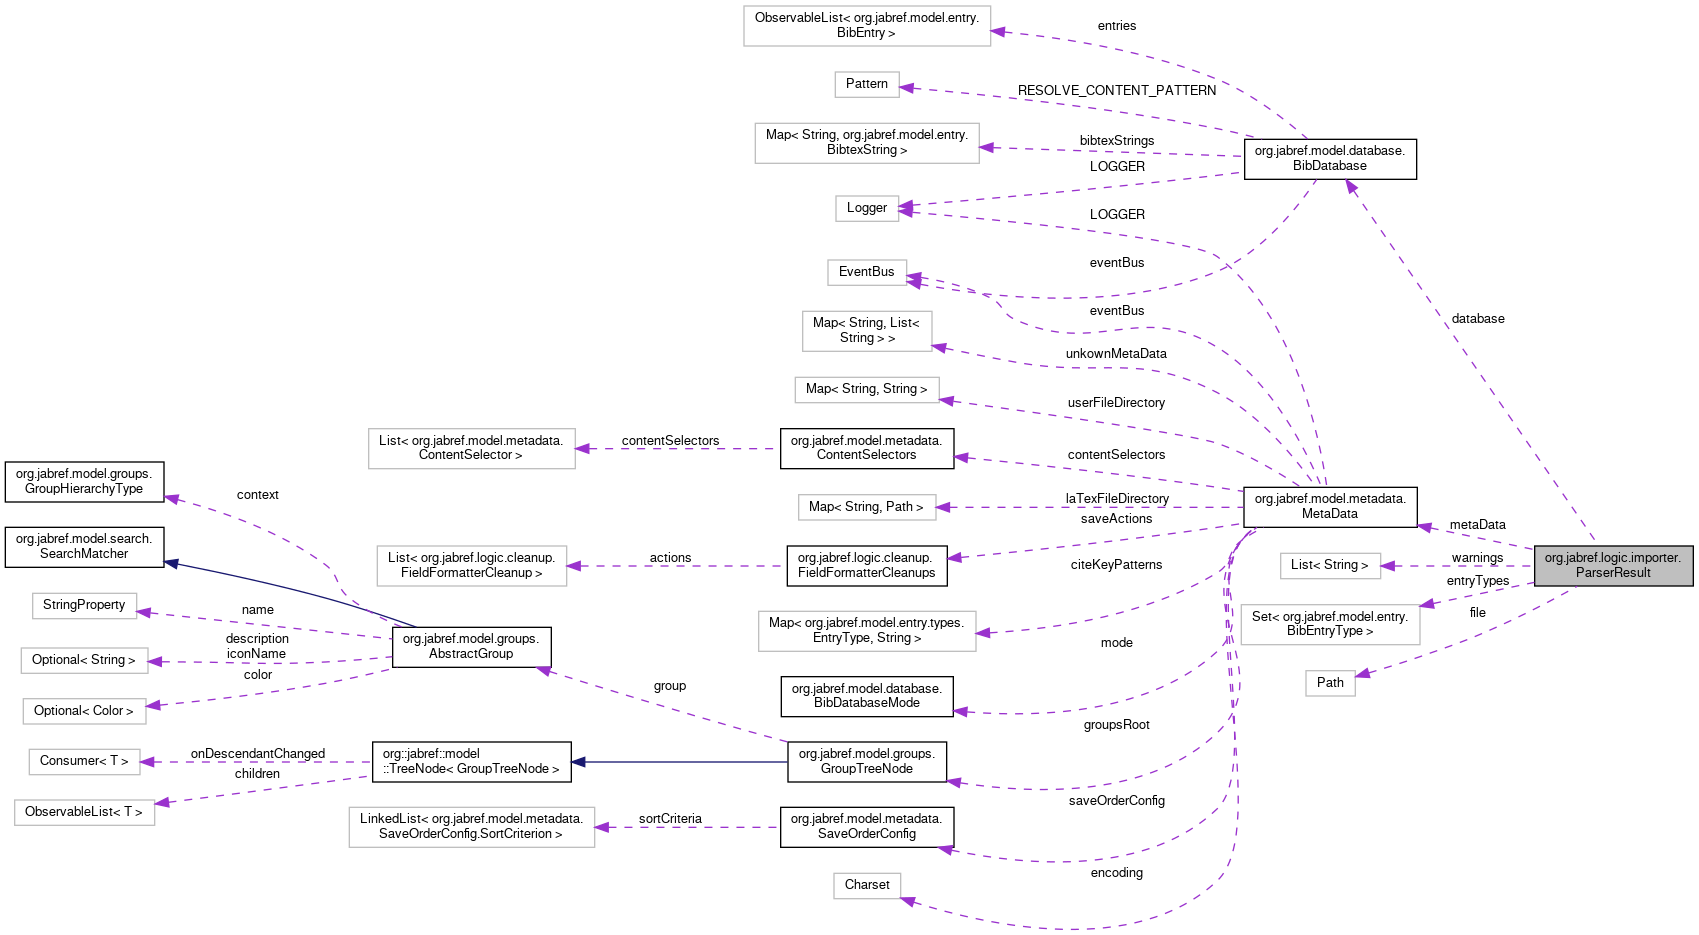 ObservableList< org.jabref.model.entry.
BibEntry >
entries
Pattern
RESOLVE_CONTENT_PATTERN
Map< String, org.jabref.model.entry.
BibtexString >
bibtexStrings
org.jabref.model.database.
BibDatabase
LOGGER
Logger
LOGGER
EventBus
eventBus
eventBus
Map< String, List<
String > >
unkownMetaData
database
Map< String, String >
userFileDirectory
List< org.jabref.model.metadata.
ContentSelector >
contentSelectors
org.jabref.model.metadata.
ContentSelectors
contentSelectors
org.jabref.model.groups.
GroupHierarchyType
context
Map< String, Path >
laTexFileDirectory
org.jabref.model.metadata.
MetaData
metaData
saveActions
org.jabref.model.search.
SearchMatcher
List< org.jabref.logic.cleanup.
FieldFormatterCleanup >
actions
org.jabref.logic.cleanup.
FieldFormatterCleanups
citeKeyPatterns
List< String >
warnings
org.jabref.logic.importer.
ParserResult
entryTypes
StringProperty
name
Map< org.jabref.model.entry.types.
EntryType, String >
Set< org.jabref.model.entry.
BibEntryType >
file
description
iconName
Optional< String >
org.jabref.model.groups.
AbstractGroup
mode
color
Optional< Color >
group
org.jabref.model.database.
BibDatabaseMode
Path
groupsRoot
Consumer< T >
onDescendantChanged
org::jabref::model
::TreeNode< GroupTreeNode >
org.jabref.model.groups.
GroupTreeNode
children
ObservableList< T >
saveOrderConfig
LinkedList< org.jabref.model.metadata.
SaveOrderConfig.SortCriterion >
sortCriteria
org.jabref.model.metadata.
SaveOrderConfig
encoding
Charset